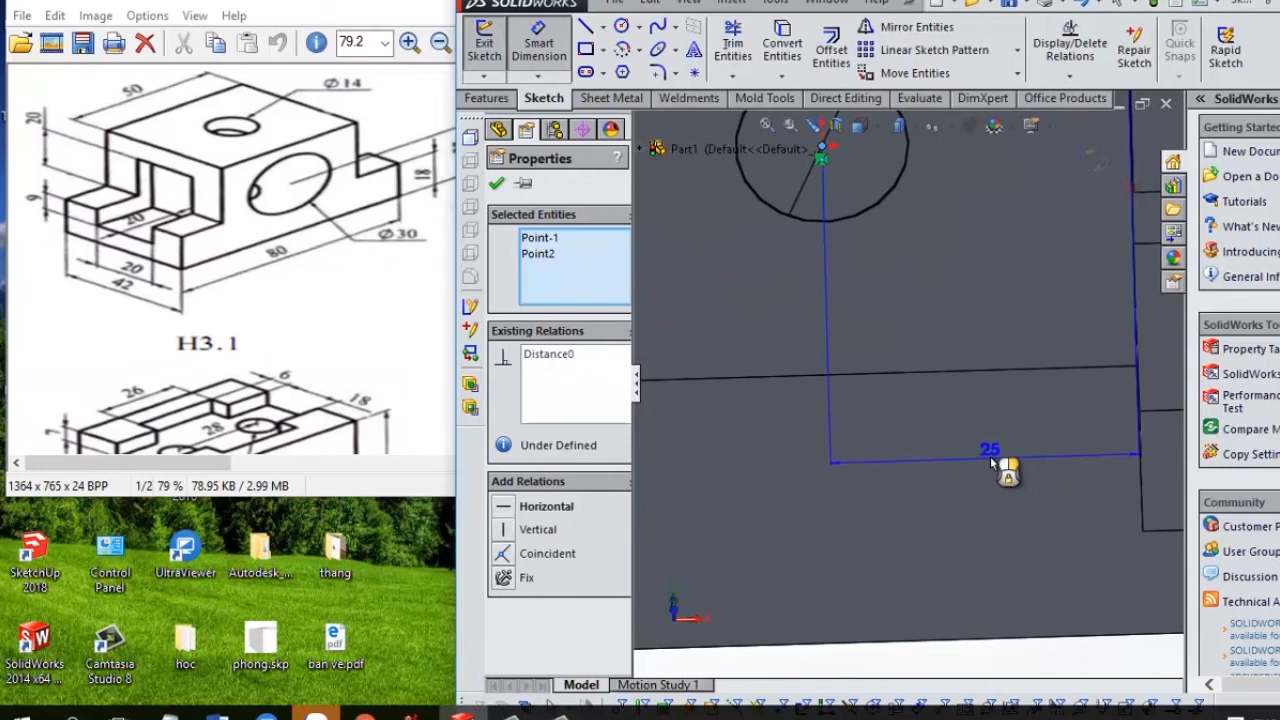 File Edit Image Options View Help
79.2
50
Ø14
20
9
18
20
20
42
80
Ø30
H3.1
26
6
18
7
28
1364 x 765 x 24 BPP 1/2 79 % 78.95 KB / 2.99 MB
SketchUp 2018
Control Panel
UltraViewer
Autodesk_...
thang
SolidWorks 2014 x64 ...
Camtasia Studio 8
hoc
phong.skp
ban ve.pdf
SOLIDWORKS
Exit Sketch
Smart Dimension
Trim Entities
Convert Entities
Offset Entities
Mirror Entities
Linear Sketch Pattern
Move Entities
Display/Delete Relations
Repair Sketch
Quick Snaps
Rapid Sketch
Features Sketch Sheet Metal Weldments Mold Tools Direct Editing Evaluate DimXpert Office Products
Properties
?
Selected Entities
Point-1
Point2
Existing Relations
Distance0
Under Defined
Add Relations
Horizontal
Vertical
Coincident
Fix
Part1 (Default<<Default>_
25
Model Motion Study 1
SolidWorks
Getting Started
New Docum
Open a Do
Tutorials
What's New
Introducing
General Inf
SolidWorks To
Property Ta
SolidWorks
Performanc
Test
Compare M
Copy Settin
Community
Customer P
User Group
Discussion
Technical A
SOLIDWOR
available for
SOLIDWOR
available for